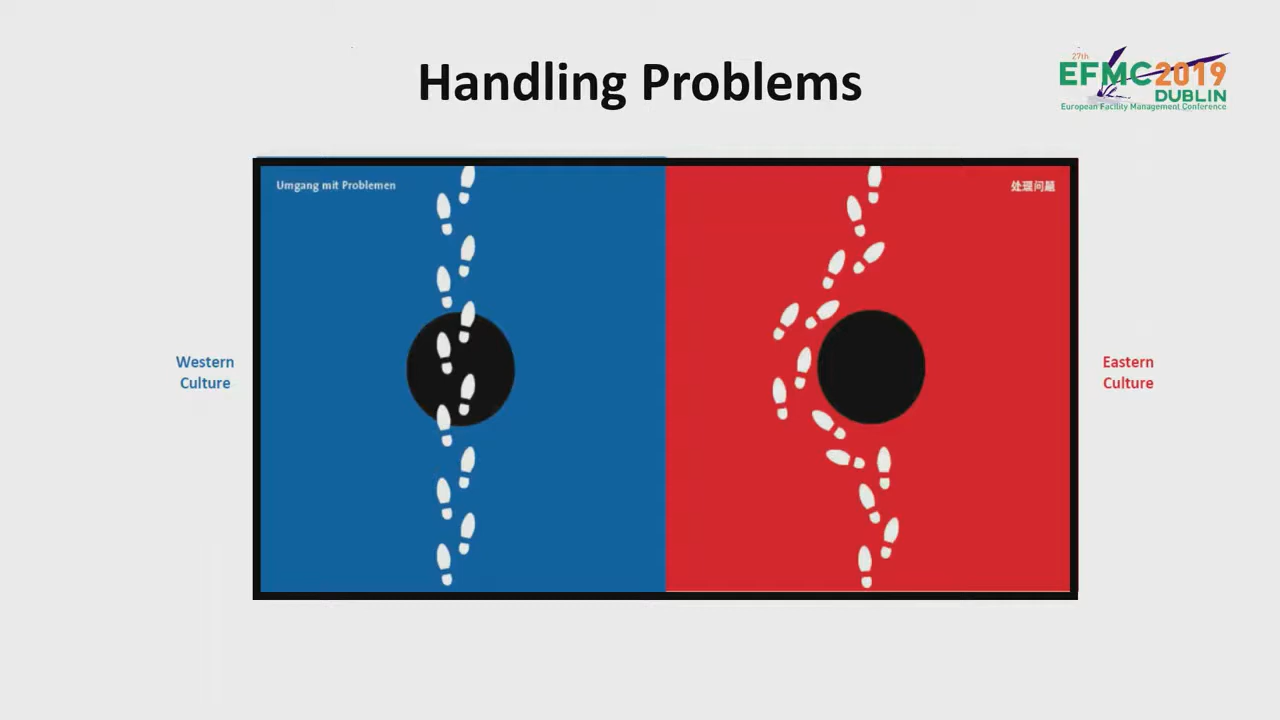 Handling Problems
27th
EFMC2019
DUBLIN
European Facility Management Conference
Umgang mit Problemen
处理问题
Western
Culture
Eastern
Culture